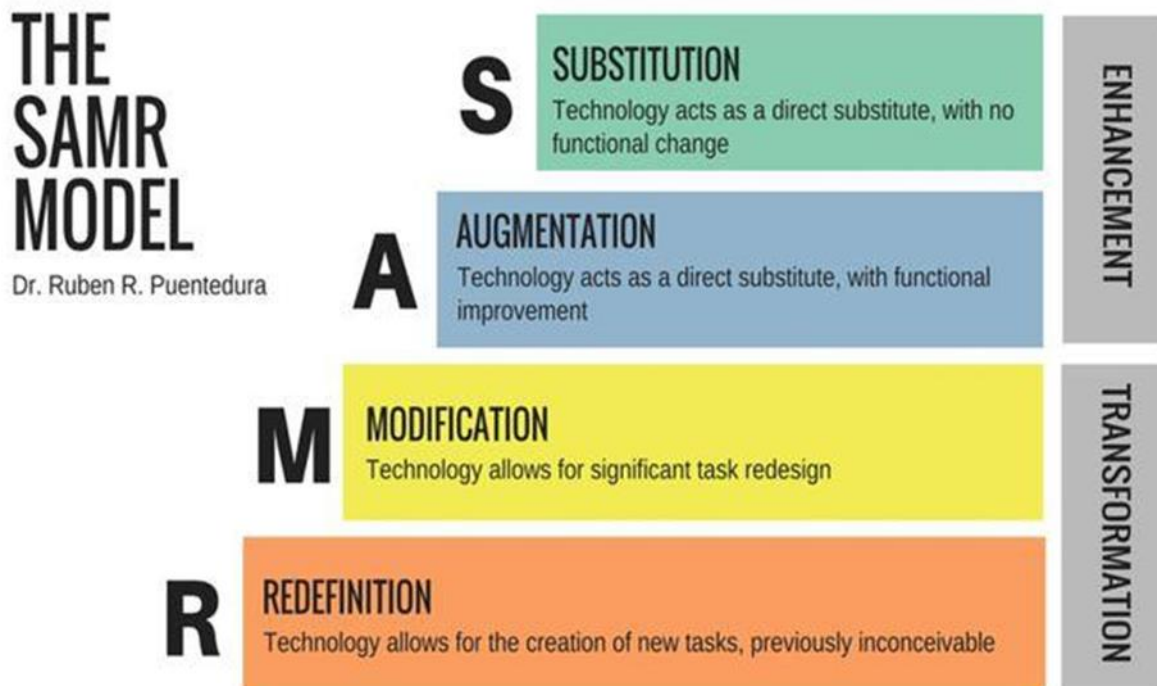 THE
SAMR
MODEL
Dr. Ruben R. Puentedura
S
SUBSTITUTION
Technology acts as a direct substitute, with no
functional change
A
AUGMENTATION
Technology acts as a direct substitute, with functional
improvement
ENHANCEMENT
M
MODIFICATION
Technology allows for significant task redesign
R
REDEFINITION
Technology allows for the creation of new tasks, previously inconceivable
TRANSFORMATION